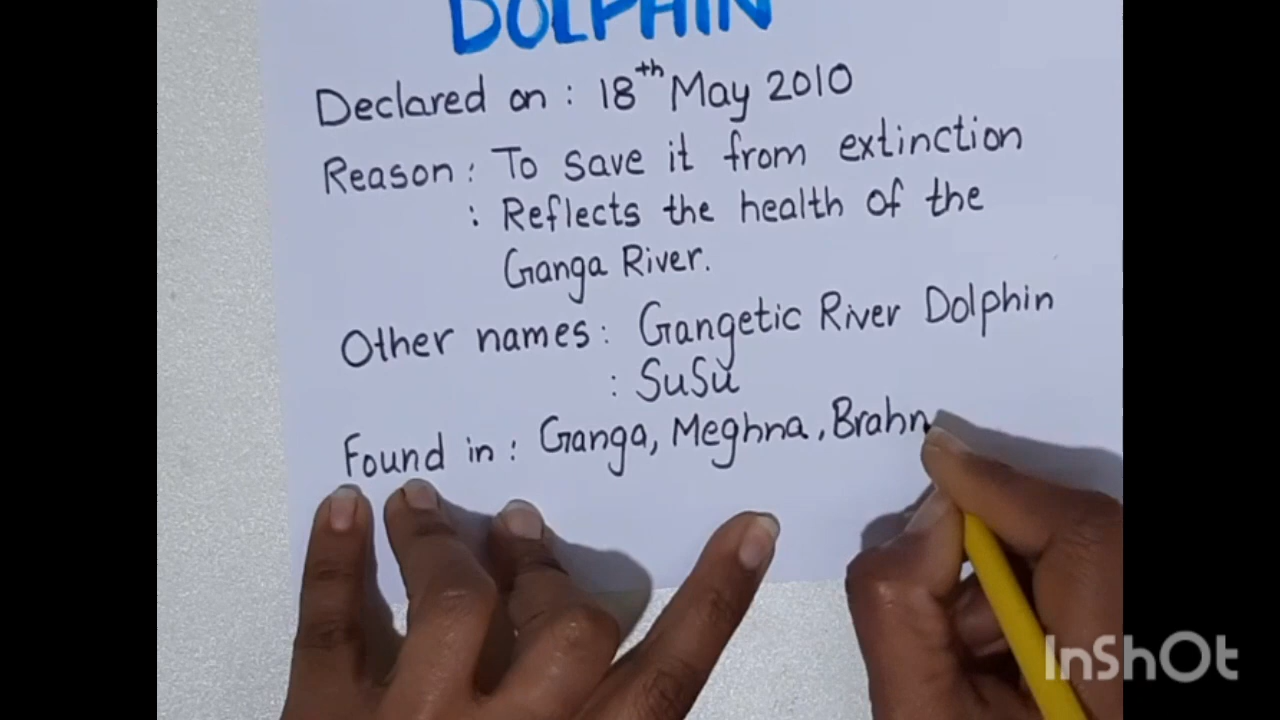 DOLPHIN
Declared on : 18th May 2010
Reason : To save it from extinction
: Reflects the health of the
Ganga River.
Other names : Gangetic River Dolphin
: SuSu
Found in : Ganga, Meghna, Brahn
InShOt